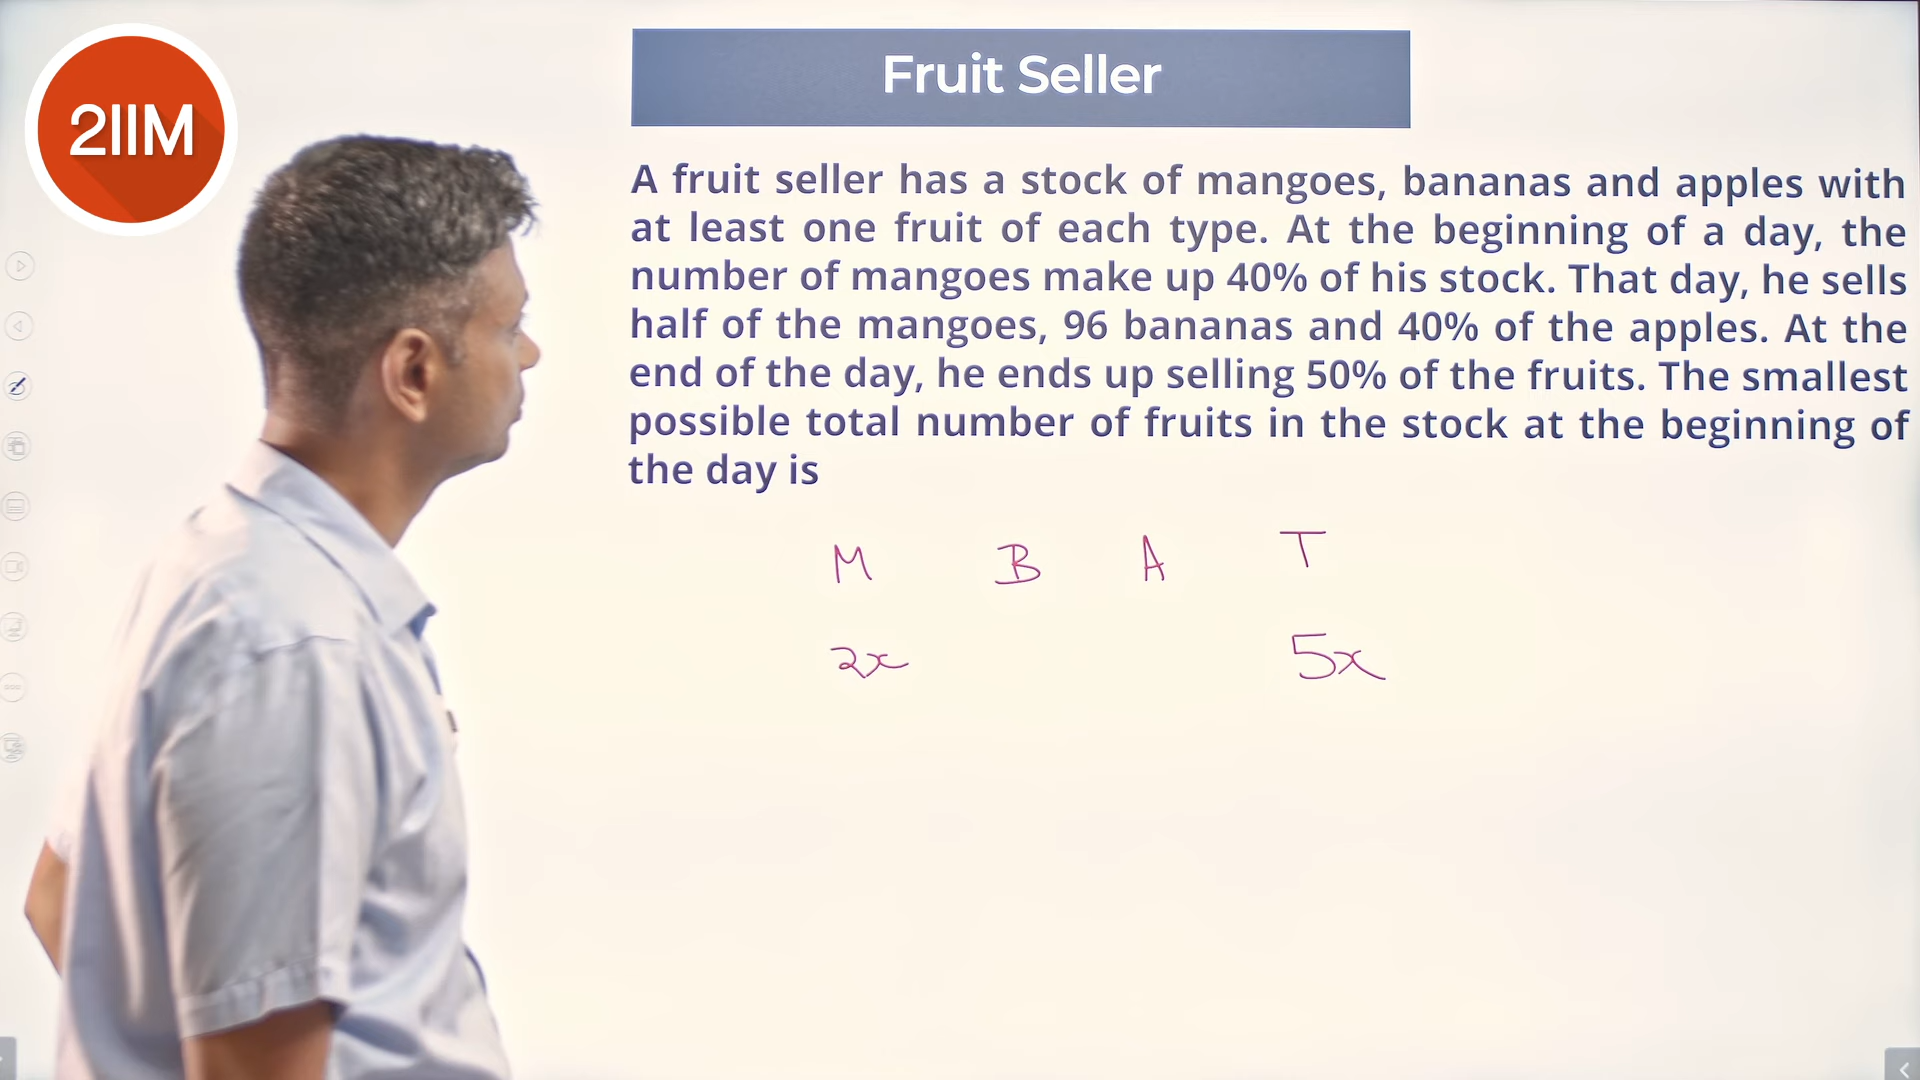 2IIM
Fruit Seller
A fruit seller has a stock of mangoes, bananas and apples with
at least one fruit of each type. At the beginning of a day, the
number of mangoes make up 40% of his stock. That day, he sells
half of the mangoes, 96 bananas and 40% of the apples. At the
end of the day, he ends up selling 50% of the fruits. The smallest
possible total number of fruits in the stock at the beginning of
the day is
M B A T
2x 5x